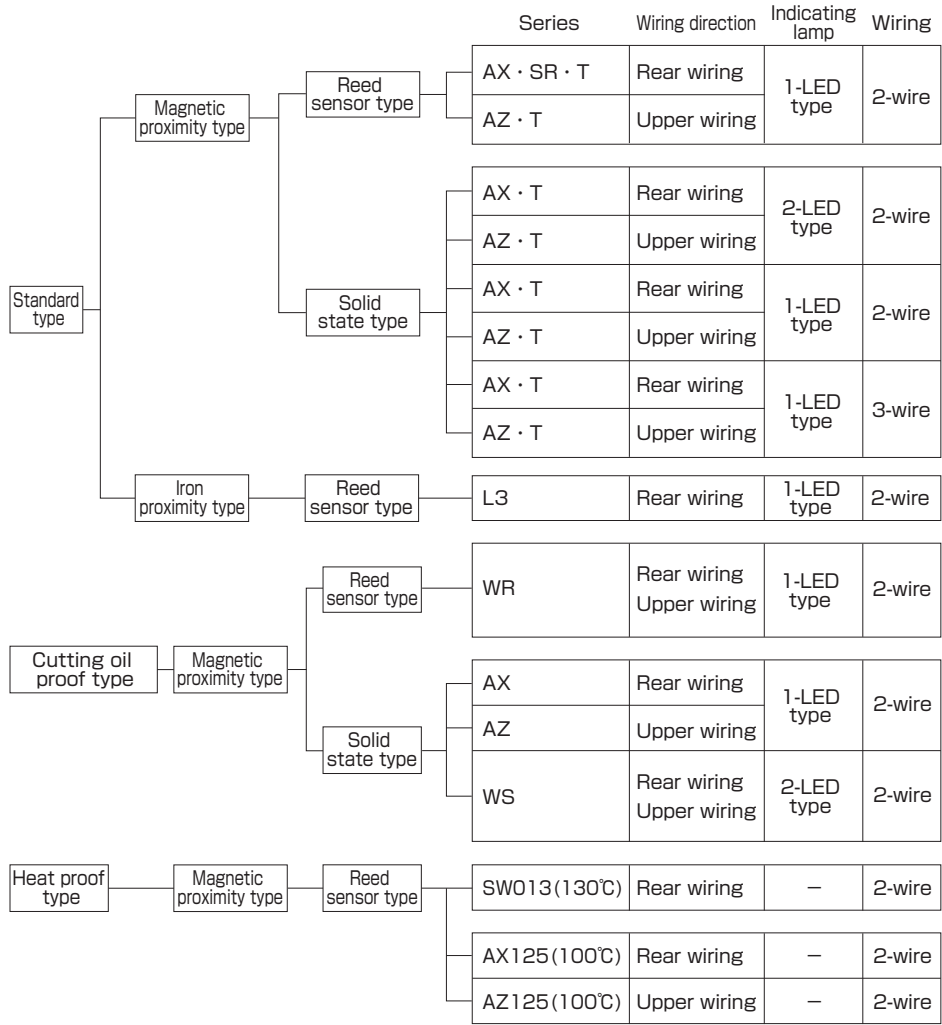 Series Wiring direction Indicating lamp Wiring
Standard type
Magnetic proximity type
Reed sensor type
AX・SR・T Rear wiring 1-LED type 2-wire
AZ・T Upper wiring
Solid state type
AX・T Rear wiring 2-LED type 2-wire
AZ・T Upper wiring
AX・T Rear wiring 1-LED type 2-wire
AZ・T Upper wiring
AX・T Rear wiring 1-LED type 3-wire
AZ・T Upper wiring
Iron proximity type
Reed sensor type
L3 Rear wiring 1-LED type 2-wire
Cutting oil proof type
Magnetic proximity type
Reed sensor type
WR Rear wiring Upper wiring 1-LED type 2-wire
Solid state type
AX Rear wiring 1-LED type 2-wire
AZ Upper wiring
WS Rear wiring Upper wiring 2-LED type 2-wire
Heat proof type
Magnetic proximity type
Reed sensor type
SW013(130℃) Rear wiring － 2-wire
AX125(100℃) Rear wiring － 2-wire
AZ125(100℃) Upper wiring － 2-wire